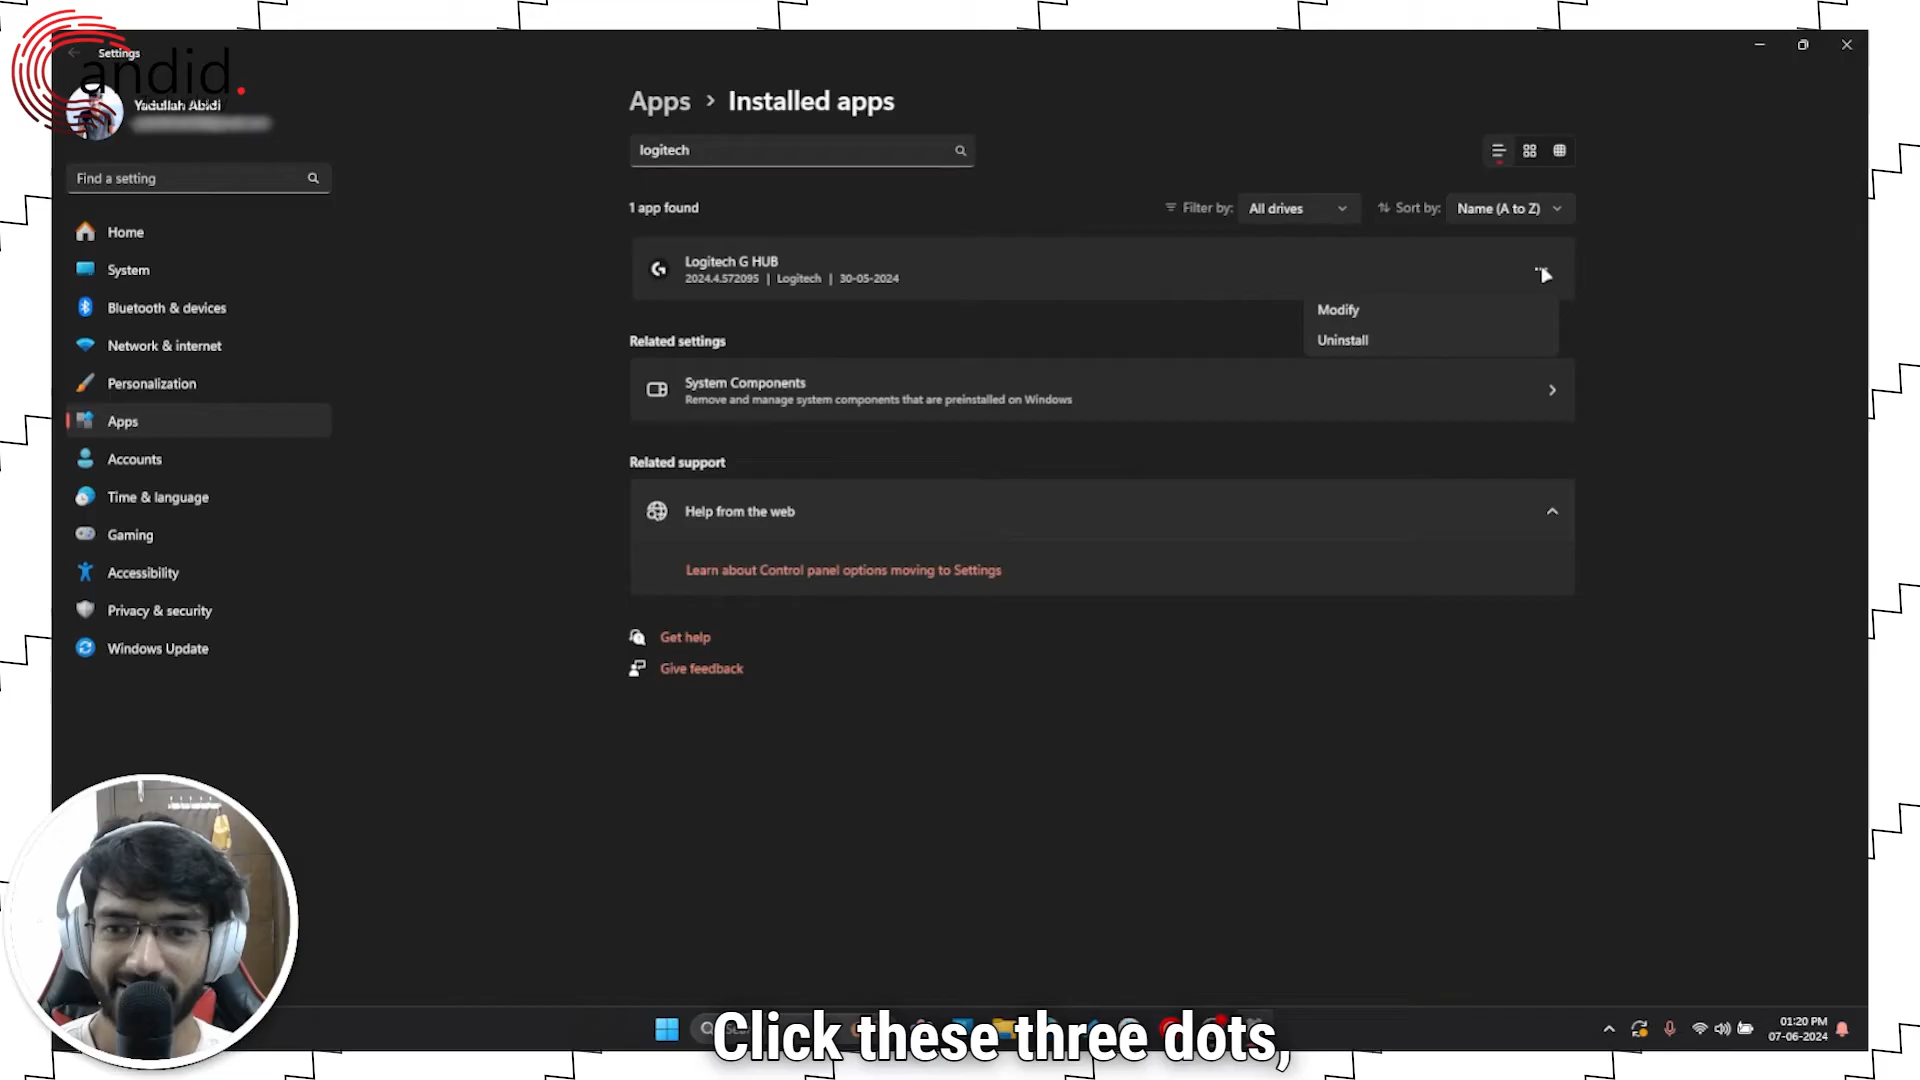 Settings
andid.
Yadullah Abidi
Find a setting
Home
System
Bluetooth & devices
Network & internet
Personalization
Apps
Accounts
Time & language
Gaming
Accessibility
Privacy & security
Windows Update
Apps > Installed apps
logitech
1 app found
Filter by: All drives
Sort by: Name (A to Z)
Logitech G HUB
2024.4.572095 | Logitech | 30-05-2024
Modify
Uninstall
Related settings
System Components
Remove and manage system components that are preinstalled on Windows
Related support
Help from the web
Learn about Control panel options moving to Settings
Get help
Give feedback
Click these three dots,
01:20 PM
07-06-2024